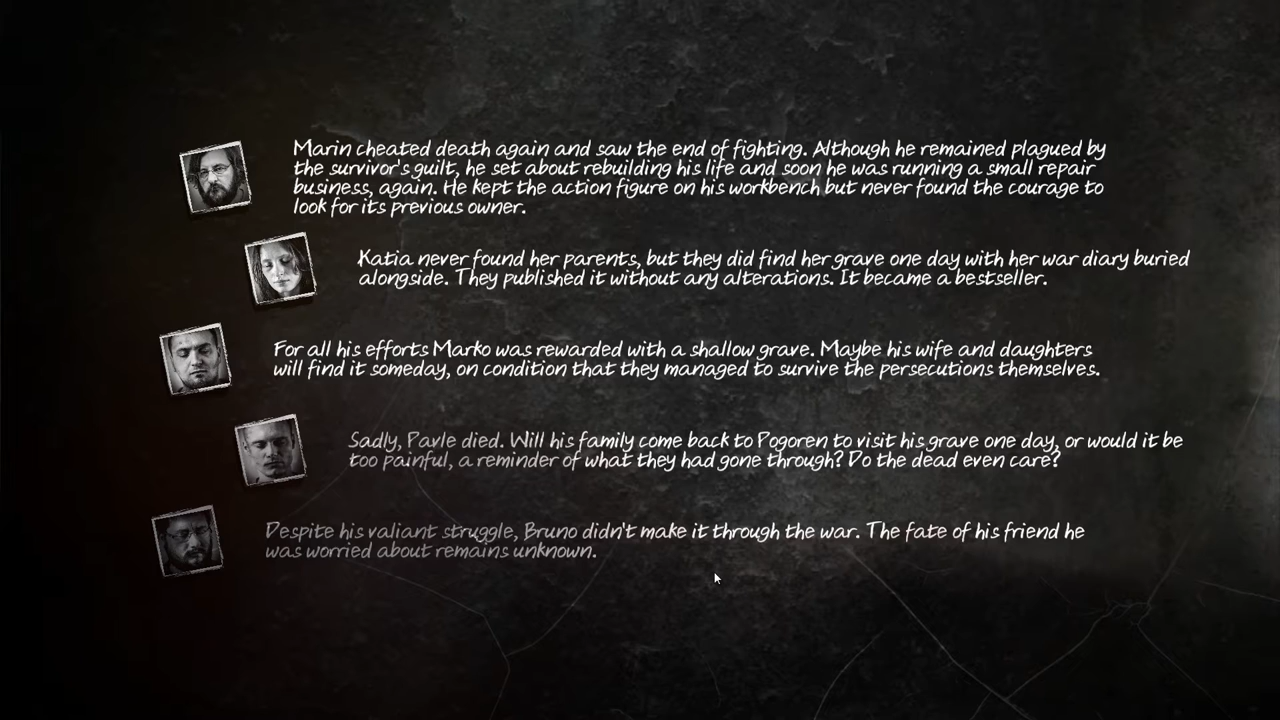 Marin cheated death again and saw the end of fighting. Although he remained plagued by
the survivor's guilt, he set about rebuilding his life and soon he was running a small repair
business, again. He kept the action figure on his workbench but never found the courage to
look for its previous owner.
Katia never found her parents, but they did find her grave one day with her war diary buried
alongside. They published it without any alterations. It became a bestseller.
For all his efforts Marko was rewarded with a shallow grave. Maybe his wife and daughters
will find it someday, on condition that they managed to survive the persecutions themselves.
Sadly, Pavle died. Will his family come back to Pogoren to visit his grave one day, or would it be
too painful, a reminder of what they had gone through? Do the dead even care?
Despite his valiant struggle, Bruno didn't make it through the war. The fate of his friend he
was worried about remains unknown.